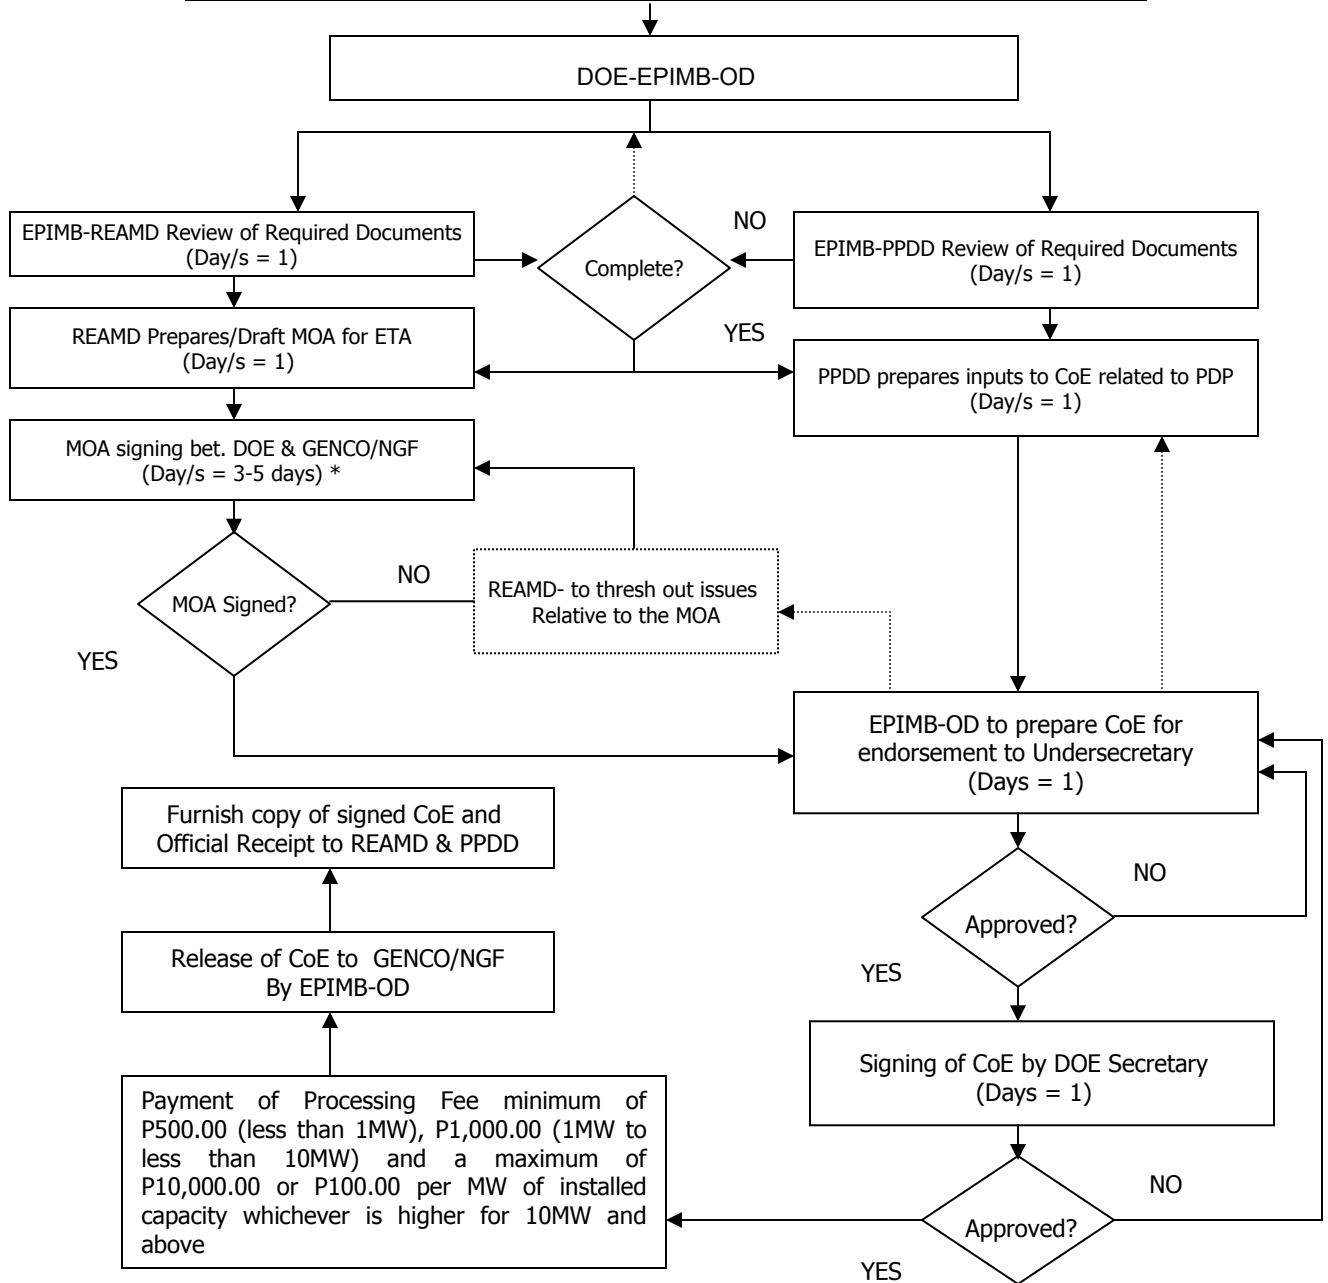 DOE-EPIMB-OD
EPIMB-REAMD Review of Required Documents
(Day/s = 1)
Complete?
NO
EPIMB-PPDD Review of Required Documents
(Day/s = 1)
REAMD Prepares/Draft MOA for ETA
(Day/s = 1)
YES
PPDD prepares inputs to CoE related to PDP
(Day/s = 1)
MOA signing bet. DOE & GENCO/NGF
(Day/s = 3-5 days) *
MOA Signed?
NO
REAMD- to thresh out issues
Relative to the MOA
YES
EPIMB-OD to prepare CoE for
endorsement to Undersecretary
(Days = 1)
Furnish copy of signed CoE and
Official Receipt to REAMD & PPDD
Approved?
NO
YES
Release of CoE to GENCO/NGF
By EPIMB-OD
Signing of CoE by DOE Secretary
(Days = 1)
Payment of Processing Fee minimum of
P500.00 (less than 1MW), P1,000.00 (1MW to
less than 10MW) and a maximum of
P10,000.00 or P100.00 per MW of installed
capacity whichever is higher for 10MW and
above
Approved?
NO
YES